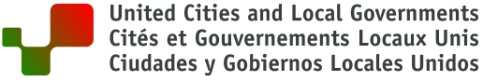 United Cities and Local Governments
Cités et Gouvernements Locaux Unis
Ciudades y Gobiernos Locales Unidos